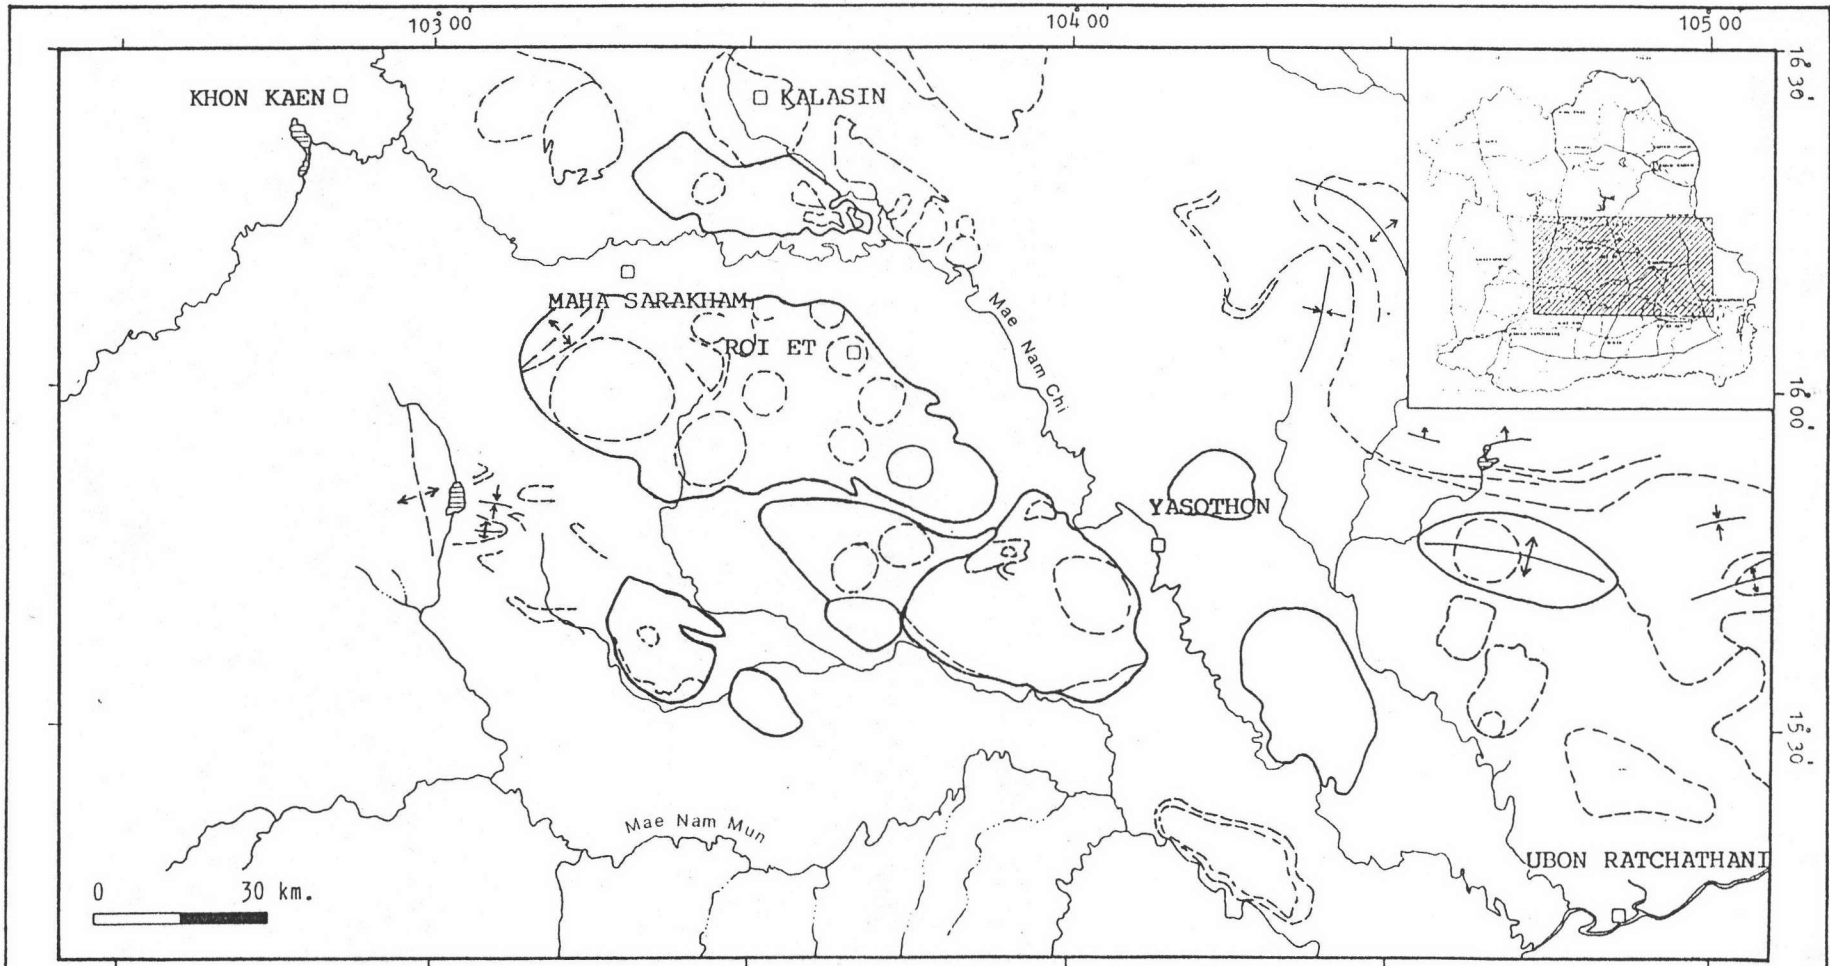 103°00'
104°00'
105°00'
16°30'
KHON KAEN
KALASIN
MAHA SARAKHAM
ROI ET
Mae Nam Chi
16°00'
YASOTHON
15°30'
Mae Nam Mun
UBON RATCHATHANI
0 30 km.